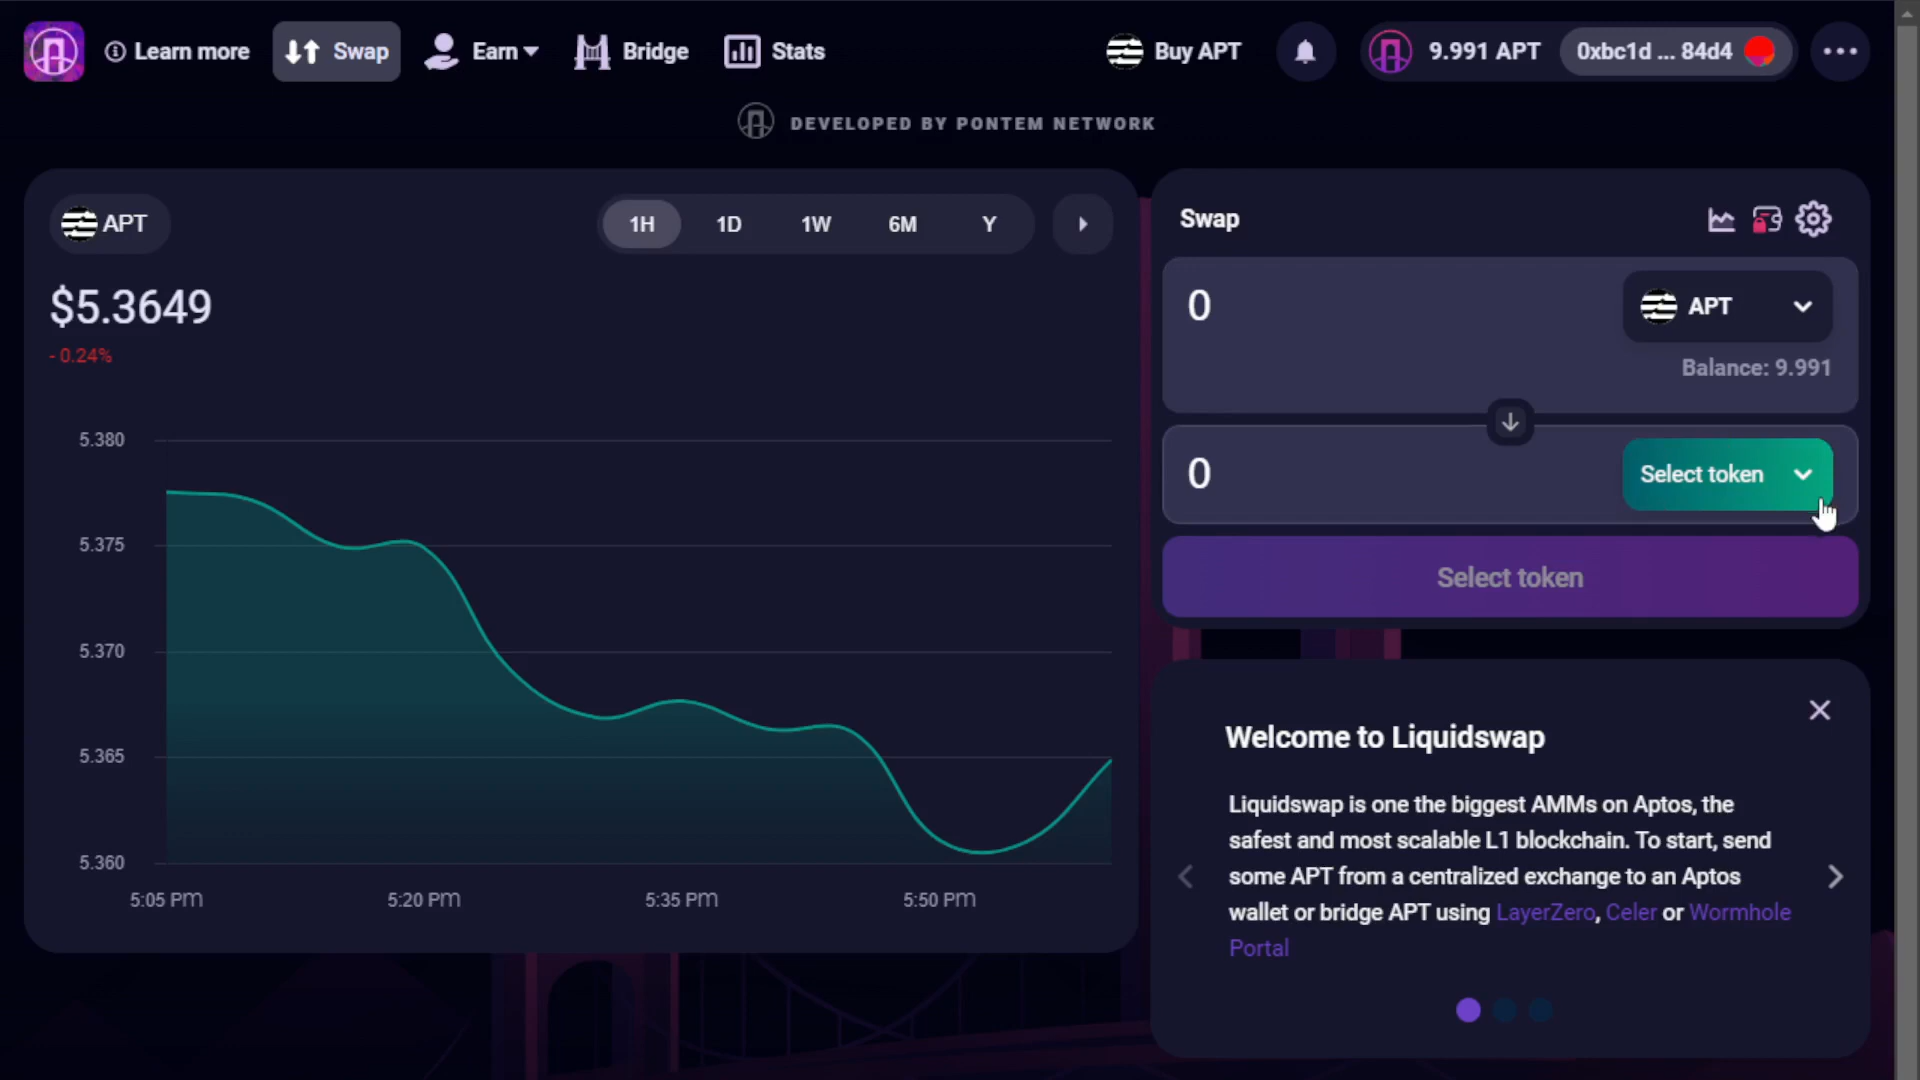 Learn more
Swap
Earn
Bridge
Stats
Buy APT
9.991 APT
0xbc1d ... 84d4
DEVELOPED BY PONTEM NETWORK
APT
1H
1D
1W
6M
Y
$5.3649
- 0.24%
5.380
5.375
5.370
5.365
5.360
5:05 PM
5:20 PM
5:35 PM
5:50 PM
Swap
0
APT
Balance: 9.991
0
Select token
Select token
Welcome to Liquidswap
Liquidswap is one the biggest AMMs on Aptos, the
safest and most scalable L1 blockchain. To start, send
some APT from a centralized exchange to an Aptos
wallet or bridge APT using LayerZero, Celer or Wormhole
Portal